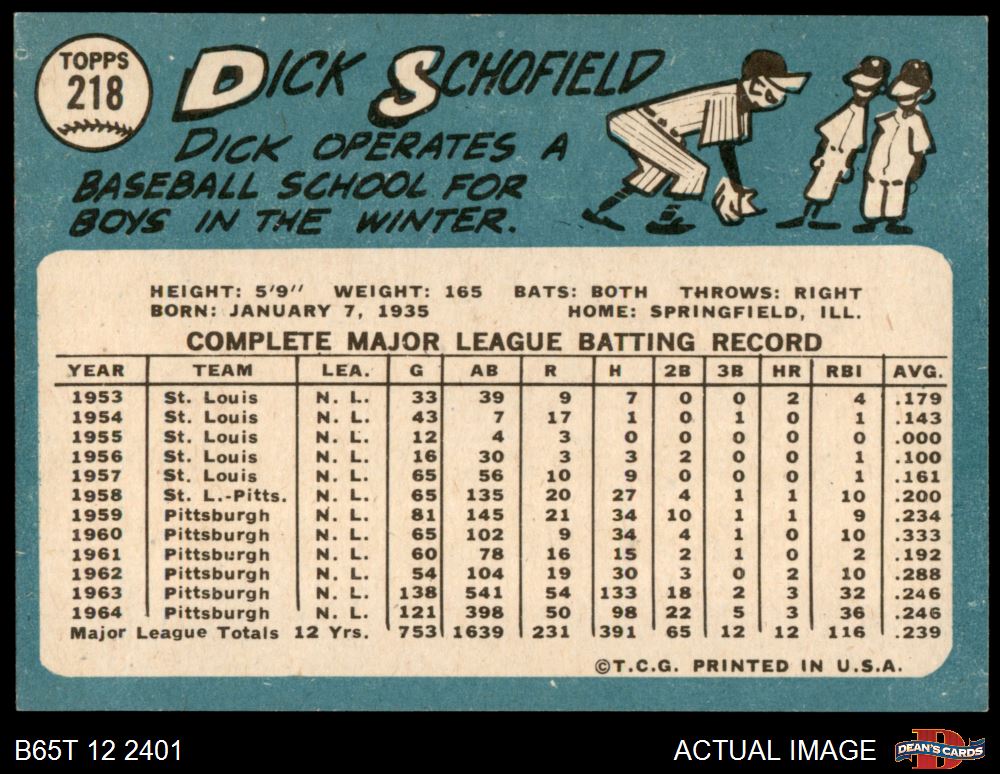 TOPPS
218
DICK SCHOFIELD
DICK OPERATES A
BASEBALL SCHOOL FOR
BOYS IN THE WINTER.
HEIGHT: 5'9" WEIGHT: 165 BATS: BOTH THROWS: RIGHT
BORN: JANUARY 7, 1935 HOME: SPRINGFIELD, ILL.
COMPLETE MAJOR LEAGUE BATTING RECORD
YEAR TEAM LEA. G AB R H 2B 3B HR RBI AVG.
1953 St. Louis N. L. 33 39 9 7 0 0 2 4 .179
1954 St. Louis N. L. 43 7 17 1 0 1 0 1 .143
1955 St. Louis N. L. 12 4 3 0 0 0 0 0 .000
1956 St. Louis N. L. 16 30 3 3 2 0 0 1 .100
1957 St. Louis N. L. 65 56 10 9 0 0 0 1 .161
1958 St. L.-Pitts. N. L. 65 135 20 27 4 1 1 10 .200
1959 Pittsburgh N. L. 81 145 21 34 10 1 1 9 .234
1960 Pittsburgh N. L. 65 102 9 34 4 1 0 10 .333
1961 Pittsburgh N. L. 60 78 16 15 2 1 0 2 .192
1962 Pittsburgh N. L. 54 104 19 30 3 0 2 10 .288
1963 Pittsburgh N. L. 138 541 54 133 18 2 3 32 .246
1964 Pittsburgh N. L. 121 398 50 98 22 5 3 36 .246
Major League Totals 12 Yrs. 753 1639 231 391 65 12 12 116 .239
©T.C.G. PRINTED IN U.S.A.
B65T 12 2401 ACTUAL IMAGE DEAN'S CARDS